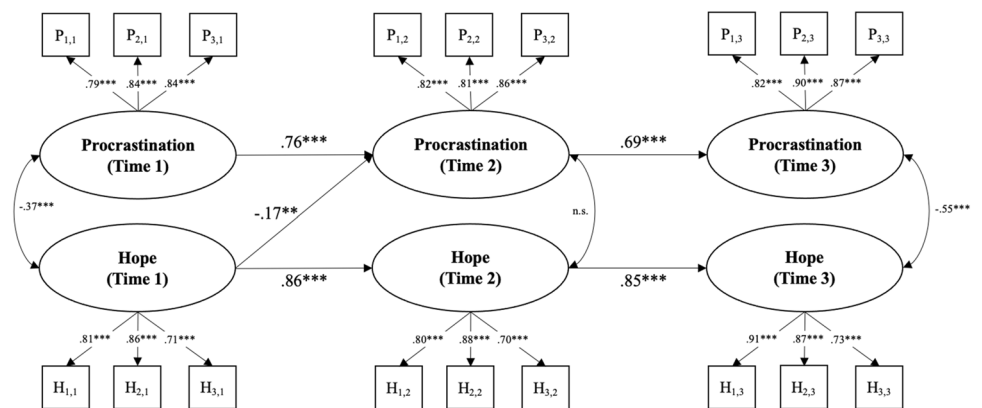 P1,1 P2,1 P3,1 P1,2 P2,2 P3,2 P1,3 P2,3 P3,3
.79*** .84*** .84*** .82*** .81*** .86*** .82*** .90*** .87***
Procrastination
(Time 1)
.76***
Procrastination
(Time 2)
.69***
Procrastination
(Time 3)
-.37*** -.17** n.s. -.55***
Hope
(Time 1)
.86***
Hope
(Time 2)
.85***
Hope
(Time 3)
.81*** .86*** .71*** .80*** .88*** .70*** .91*** .87*** .73***
H1,1 H2,1 H3,1 H1,2 H2,2 H3,2 H1,3 H2,3 H3,3